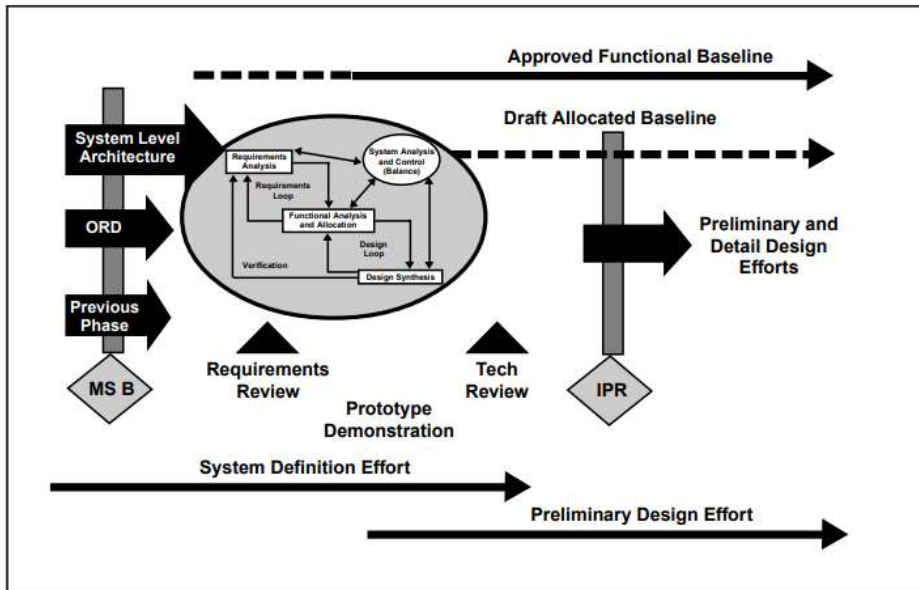 Approved Functional Baseline
Draft Allocated Baseline
System Level
Architecture
ORD
Previous
Phase
MS B
Requirements
Analysis
System Analysis
and Control
(Balance)
Requirements
Loop
Functional Analysis
and Allocation
Design
Loop
Verification
Design Synthesis
Preliminary and
Detail Design
Efforts
Requirements
Review
Prototype
Demonstration
Tech
Review
IPR
System Definition Effort
Preliminary Design Effort